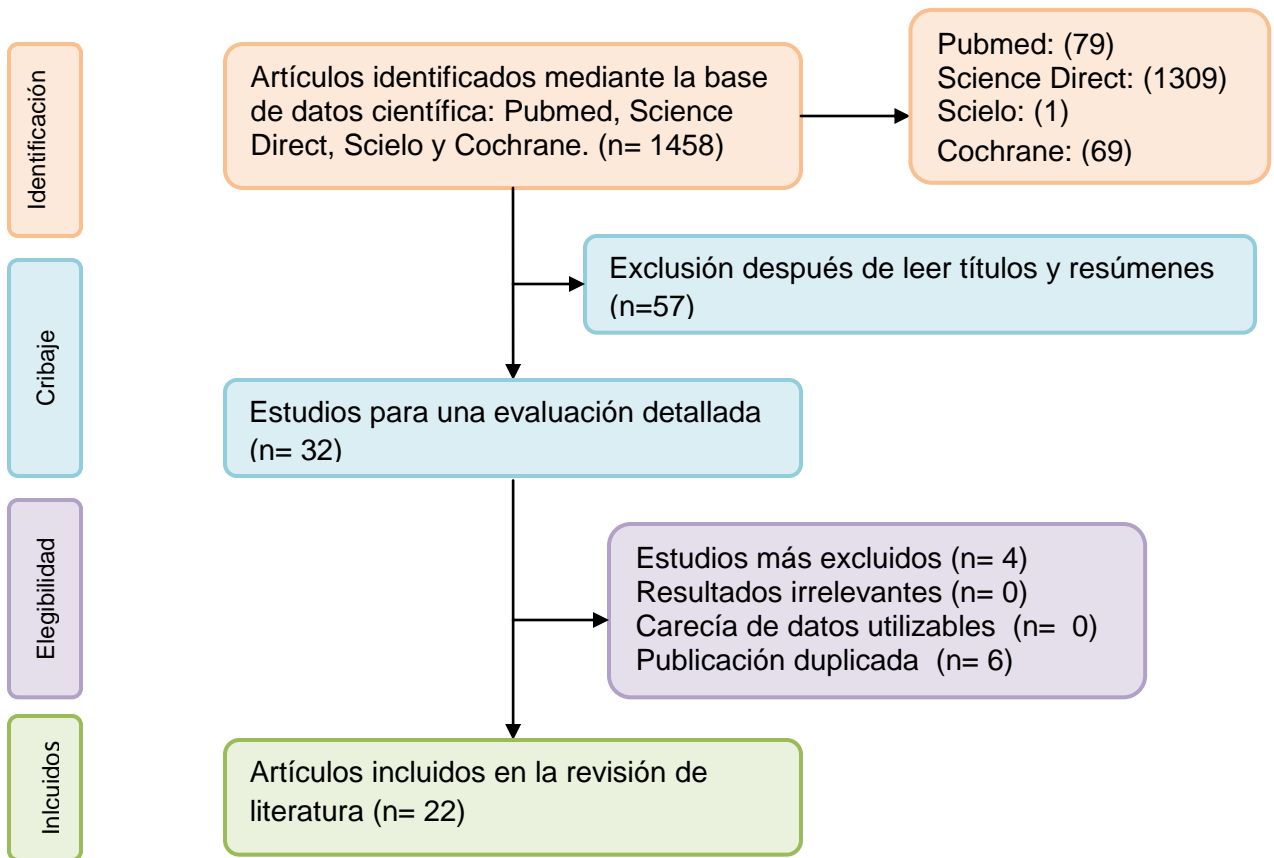 Identificación
Artículos identificados mediante la base
de datos científica: Pubmed, Science
Direct, Scielo y Cochrane. (n= 1458)
Pubmed: (79)
Science Direct: (1309)
Scielo: (1)
Cochrane: (69)
Cribaje
Exclusión después de leer títulos y resúmenes
(n=57)
Estudios para una evaluación detallada
(n= 32)
Elegibilidad
Estudios más excluidos (n= 4)
Resultados irrelevantes (n= 0)
Carecía de datos utilizables  (n=  0)
Publicación duplicada  (n= 6)
Inlcuidos
Artículos incluidos en la revisión de
literatura (n= 22)